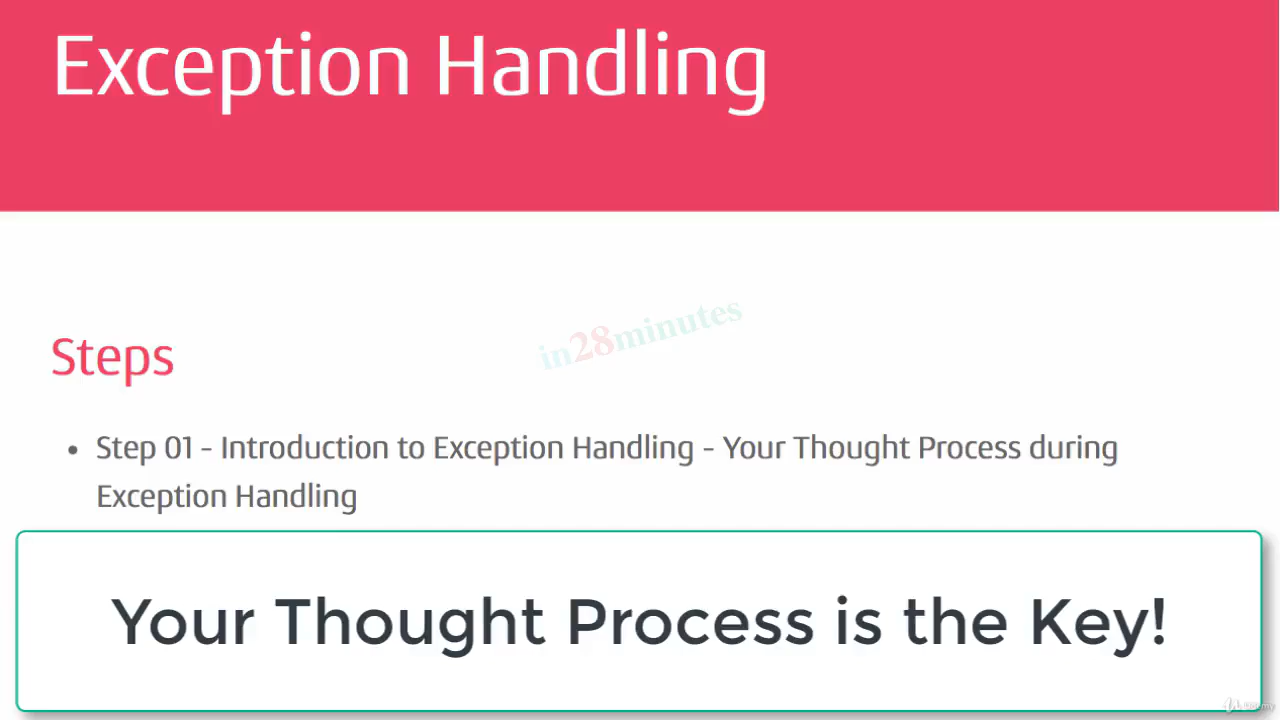 Exception Handling
in28minutes
Steps
• Step 01 - Introduction to Exception Handling - Your Thought Process during
Exception Handling
Your Thought Process is the Key!
Udemy